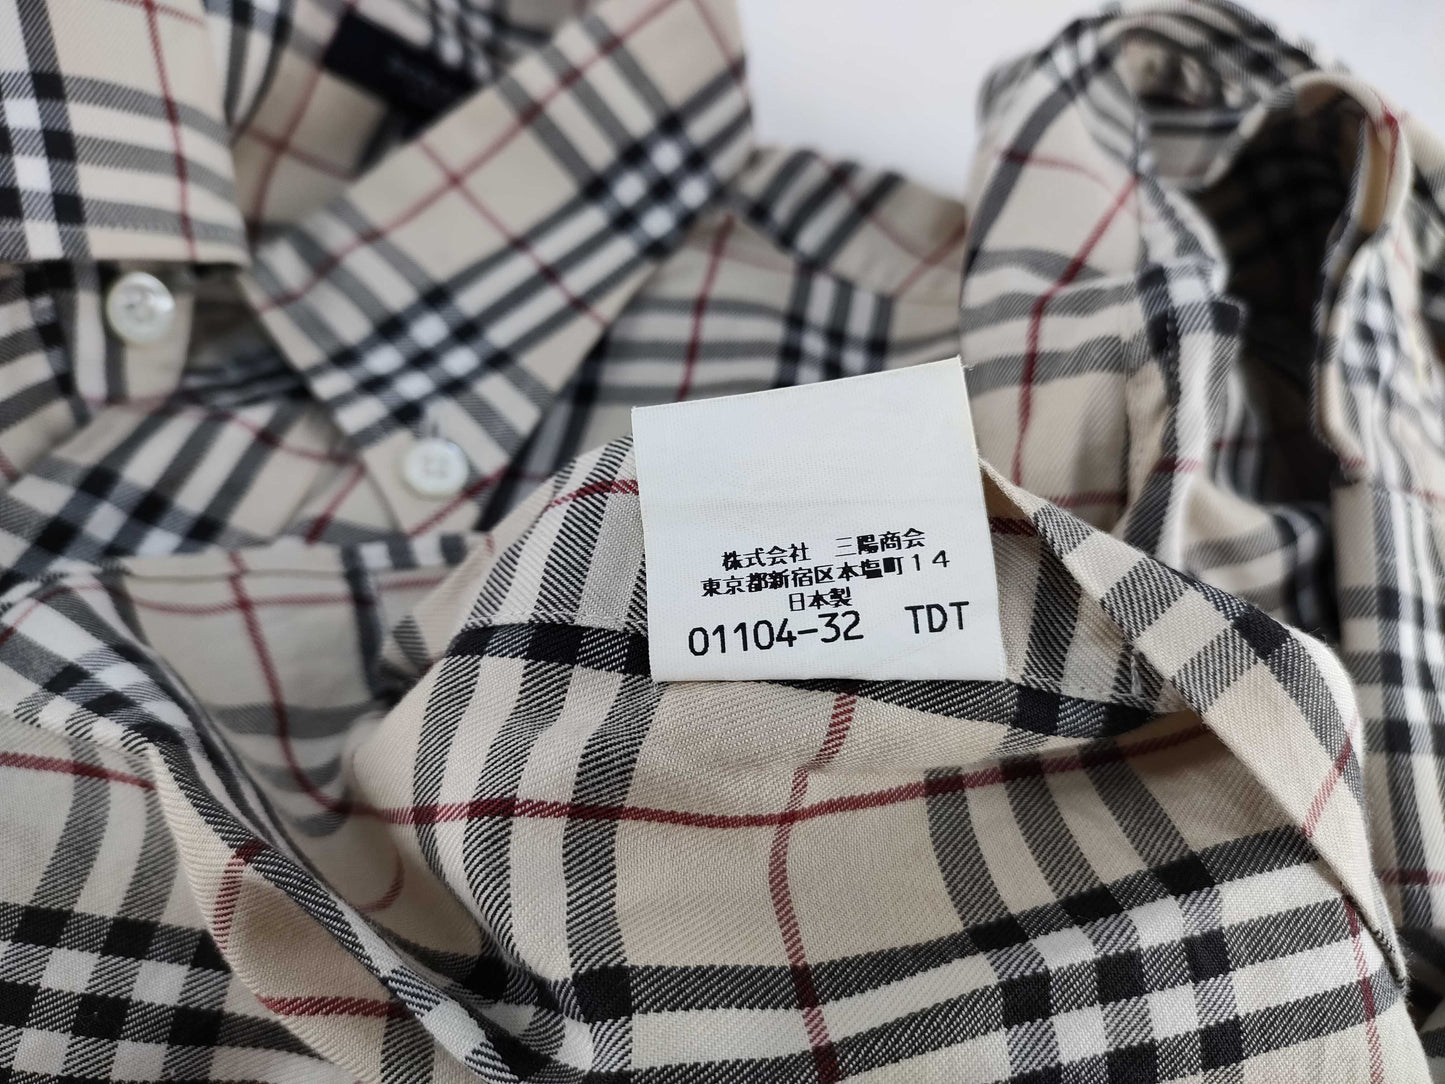 株式会社　三陽商会
東京都新宿区本塩町１４
日本製
01104-32 TDT